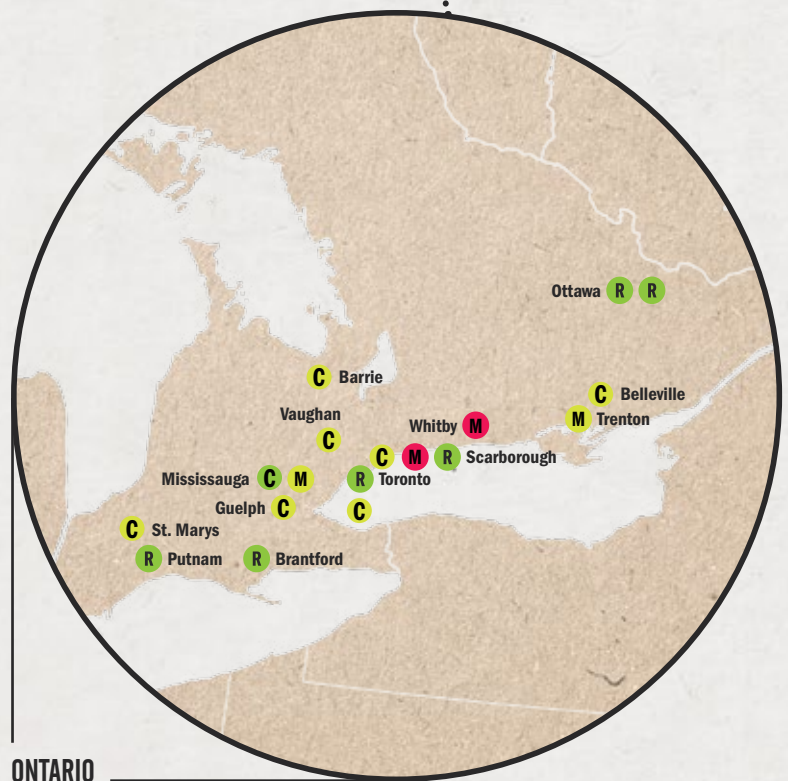 Ottawa R R
C Barrie
C Belleville
Vaughan
M Trenton
Whitby M
C
C M R Scarborough
Mississauga C M R Toronto
Guelph C C
C St. Marys
R Putnam R Brantford
ONTARIO